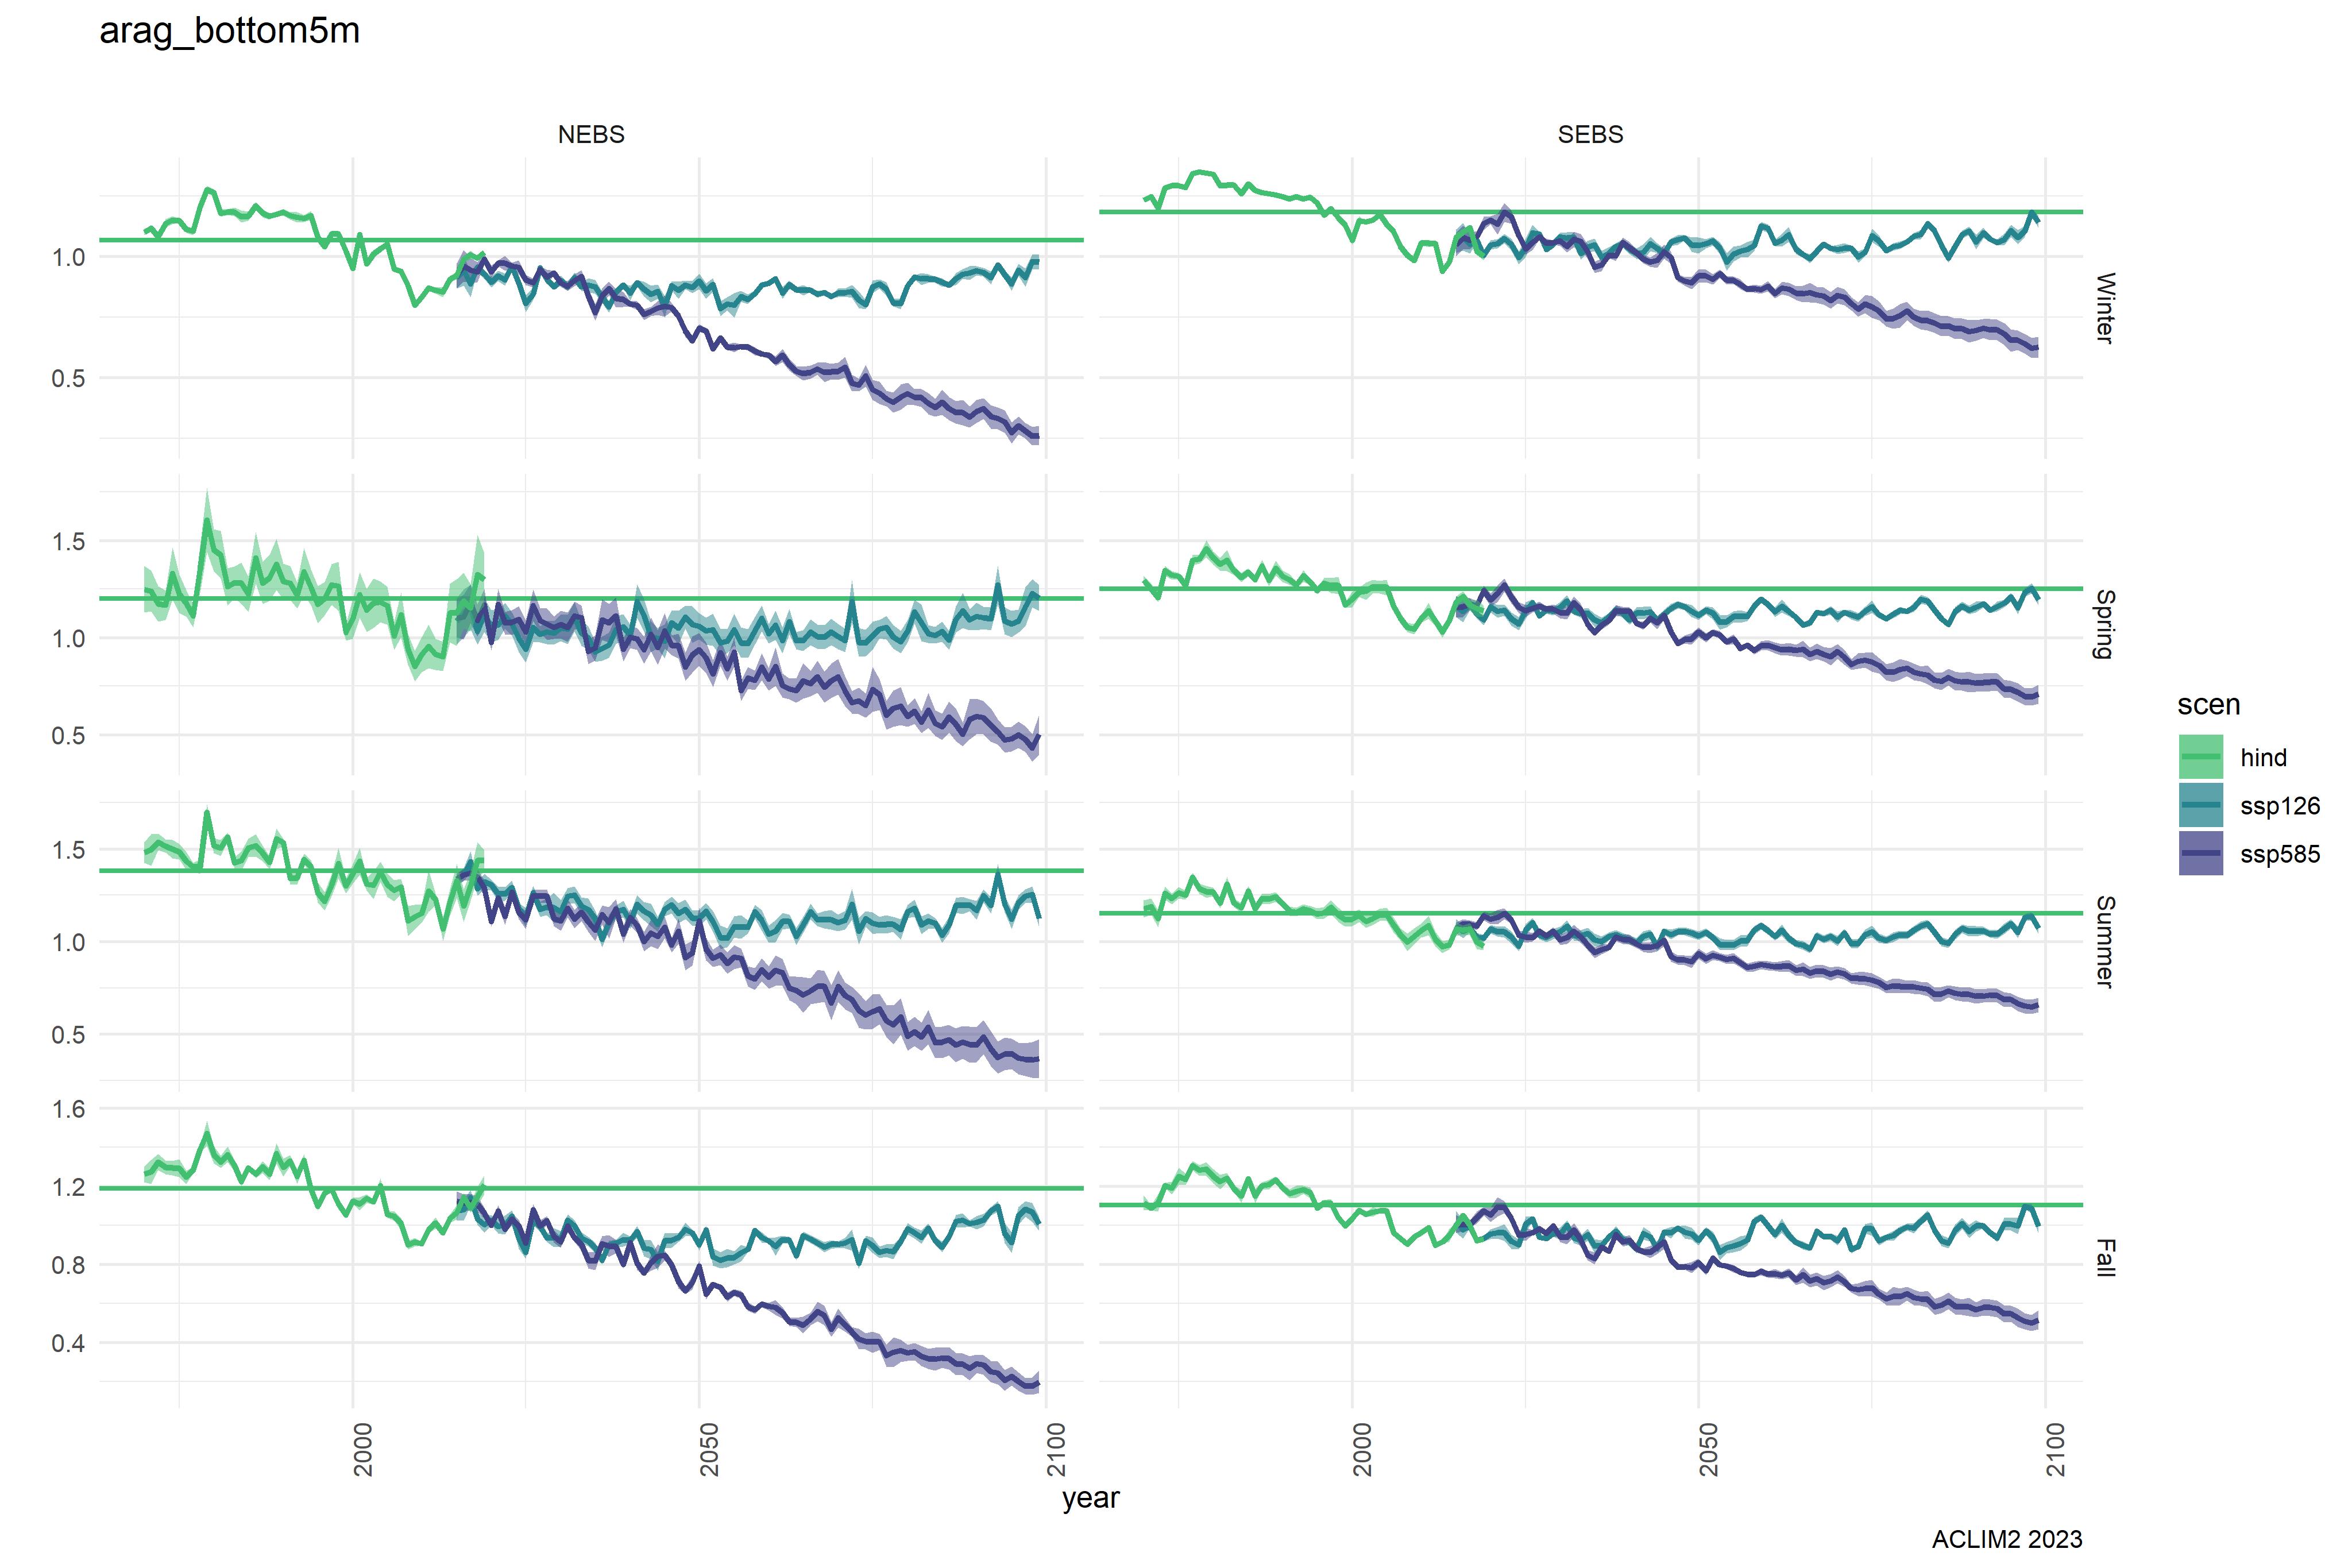 arag_bottom5m
NEBS
SEBS
1.0
0.5
Winter
1.5
1.0
0.5
Spring
1.5
1.0
0.5
Summer
1.6
1.2
0.8
0.4
Fall
2000
2050
2100
2000
2050
2100
year
scen
hind
ssp126
ssp585
ACLIM2 2023